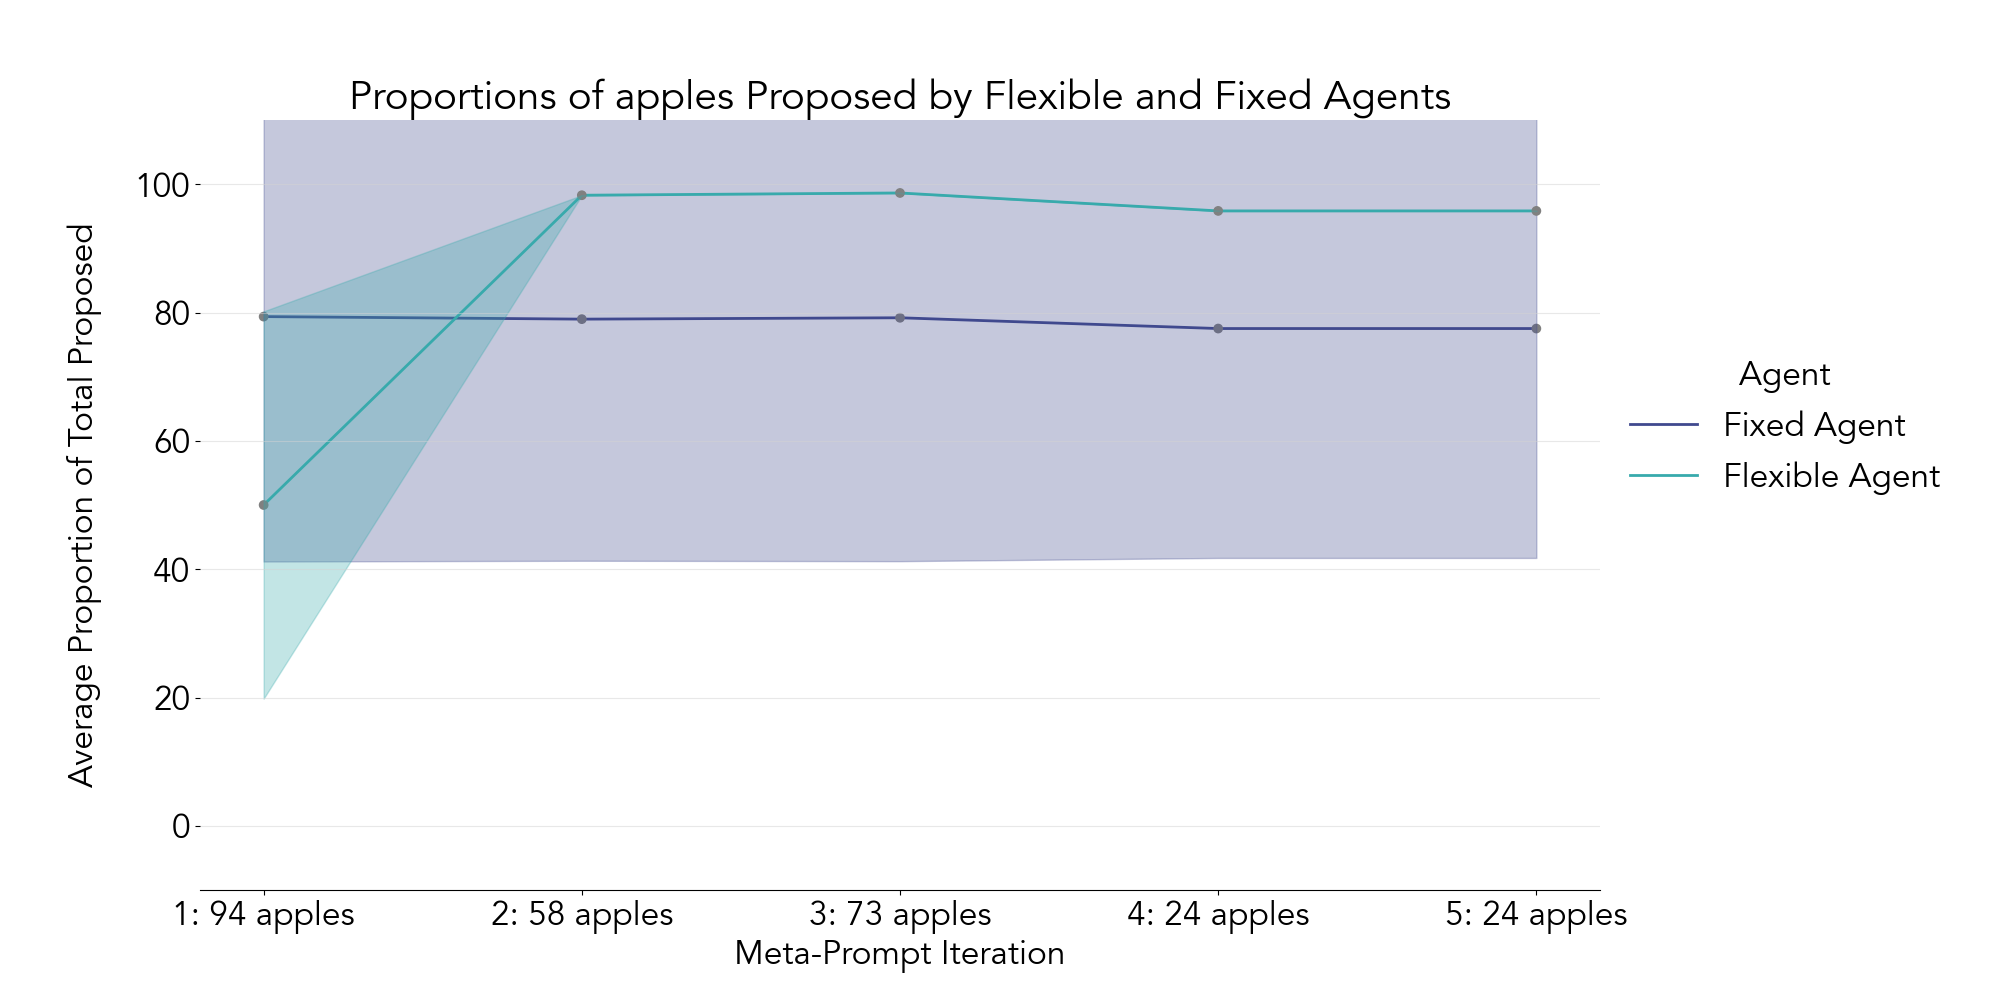 Proportions of apples Proposed by Flexible and Fixed Agents
Average Proportion of Total Proposed
100
80
60
40
20
0
1: 94 apples
2: 58 apples
3: 73 apples
4: 24 apples
5: 24 apples
Meta-Prompt Iteration
Agent
Fixed Agent
Flexible Agent